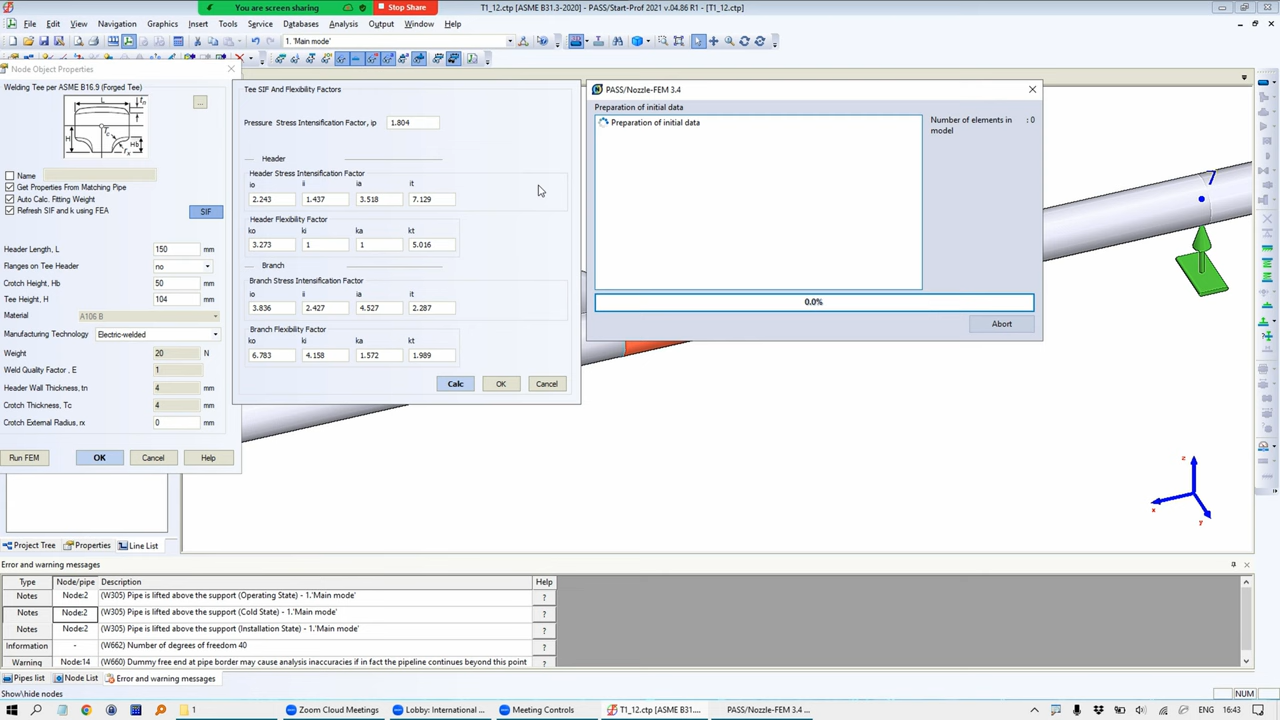 You are screen sharing
Stop Share
T1_12.ctp [ASME B31.3-2020] - PASS/Start-Prof 2021 v.04.86 R1 - [T1_12.ctp]
File Edit View Navigation Graphics Insert Tools Service Databases Analysis Output Window Help
1. 'Main mode'
Node Object Properties
Welding Tee per ASME B16.9 (Forged Tee)
...
Name
Get Properties From Matching Pipe
Auto Calc. Fitting Weight
Refresh SIF and k using FEA
SIF
Header Length, L 150 mm
Flanges on Tee Header no
Crotch Height, Hb 50 mm
Tee Height, H 104 mm
Material A106 B
Manufacturing Technology Electric-welded
Weight 20 N
Weld Quality Factor , E 1
Header Wall Thickness, tn 4 mm
Crotch Thickness, Tc 4 mm
Crotch External Radius, rx 0 mm
Run FEM OK Cancel Help
Tee SIF And Flexibility Factors
Pressure Stress Intensification Factor, ip 1.804
Header
Header Stress Intensification Factor
io ii ia it
2.243 1.437 3.518 7.129
Header Flexibility Factor
ko ki ka kt
3.273 1 1 5.016
Branch
Branch Stress Intensification Factor
io ii ia it
3.836 2.427 4.527 2.287
Branch Flexibility Factor
ko ki ka kt
6.783 4.158 1.572 1.989
Calc OK Cancel
PASS/Nozzle-FEM 3.4
Preparation of initial data
Preparation of initial data
Number of elements in model : 0
0.0%
Abort
7
z
x
y
Project Tree Properties Line List
Error and warning messages
Type Node/pipe Description Help
Notes Node:2 (W305) Pipe is lifted above the support (Operating State) - 1.'Main mode' ?
Notes Node:2 (W305) Pipe is lifted above the support (Cold State) - 1.'Main mode' ?
Notes Node:2 (W305) Pipe is lifted above the support (Installation State) - 1.'Main mode' ?
Information - (W662) Number of degrees of freedom 40 ?
Warning Node:14 (W660) Dummy free end at pipe border may cause analysis inaccuracies if in fact the pipeline continues beyond this point ?
Pipes list Node List Error and warning messages
Show/hide nodes
NUM
1
Zoom Cloud Meetings
Lobby: International ...
Meeting Controls
T1_12.ctp [ASME B31....
PASS/Nozzle-FEM 3.4 ...
ENG 16:43